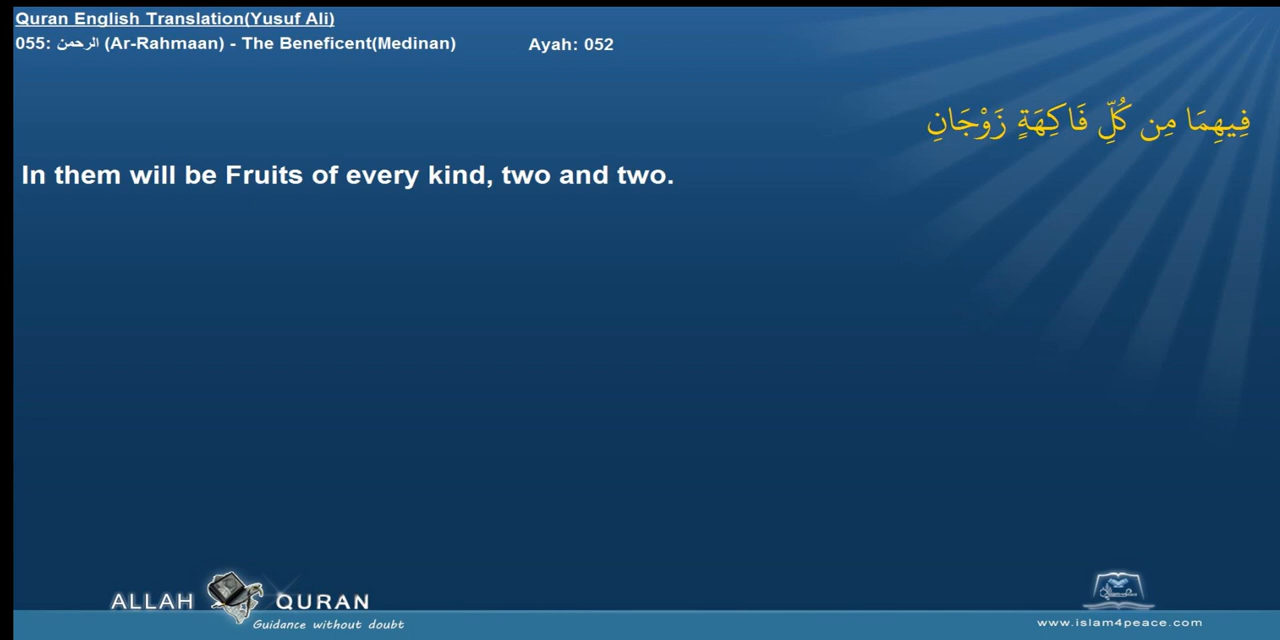 Quran English Translation(Yusuf Ali)
055: الرحمن (Ar-Rahmaan) - The Beneficent(Medinan) Ayah: 052
فِيهِمَا مِن كُلِّ فَاكِهَةٍ زَوْجَانِ
In them will be Fruits of every kind, two and two.
ALLAH QURAN
Guidance without doubt
www.islam4peace.com